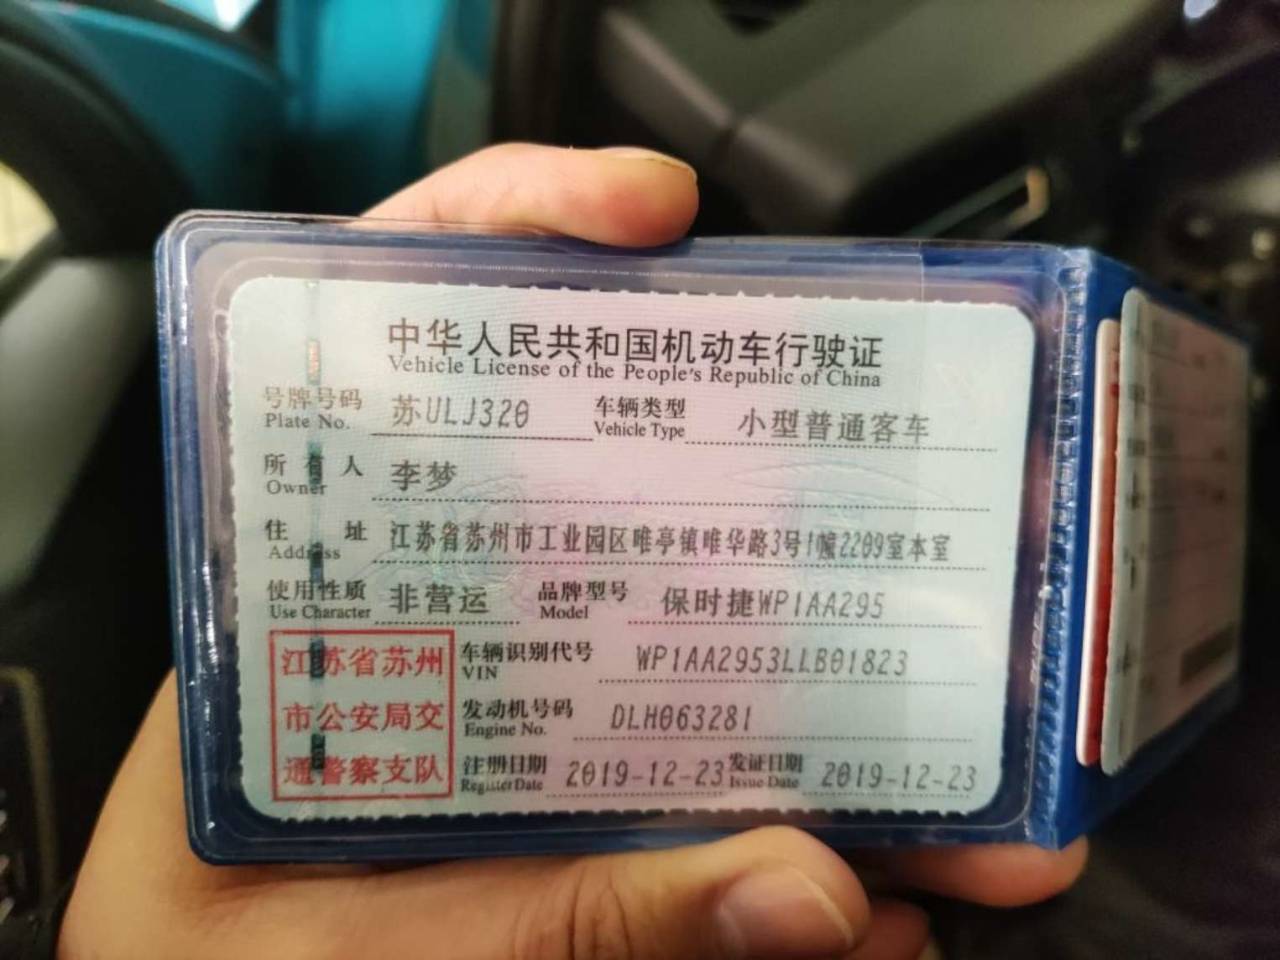 中华人民共和国机动车行驶证
Vehicle License of the People's Republic of China
号牌号码 苏ULJ320 车辆类型 小型普通客车
Plate No. Vehicle Type
所有人 李梦
Owner
住址 江苏省苏州市工业园区唯亭镇唯华路3号1幢2209室本室
Address
使用性质 非营运 品牌型号 保时捷WP1AA295
Use Character Model
江苏省苏州
市公安局交
通警察支队
车辆识别代号 WP1AA2953LLB01823
VIN
发动机号码 DLH063281
Engine No.
注册日期 2019-12-23 发证日期 2019-12-23
Register Date Issue Date